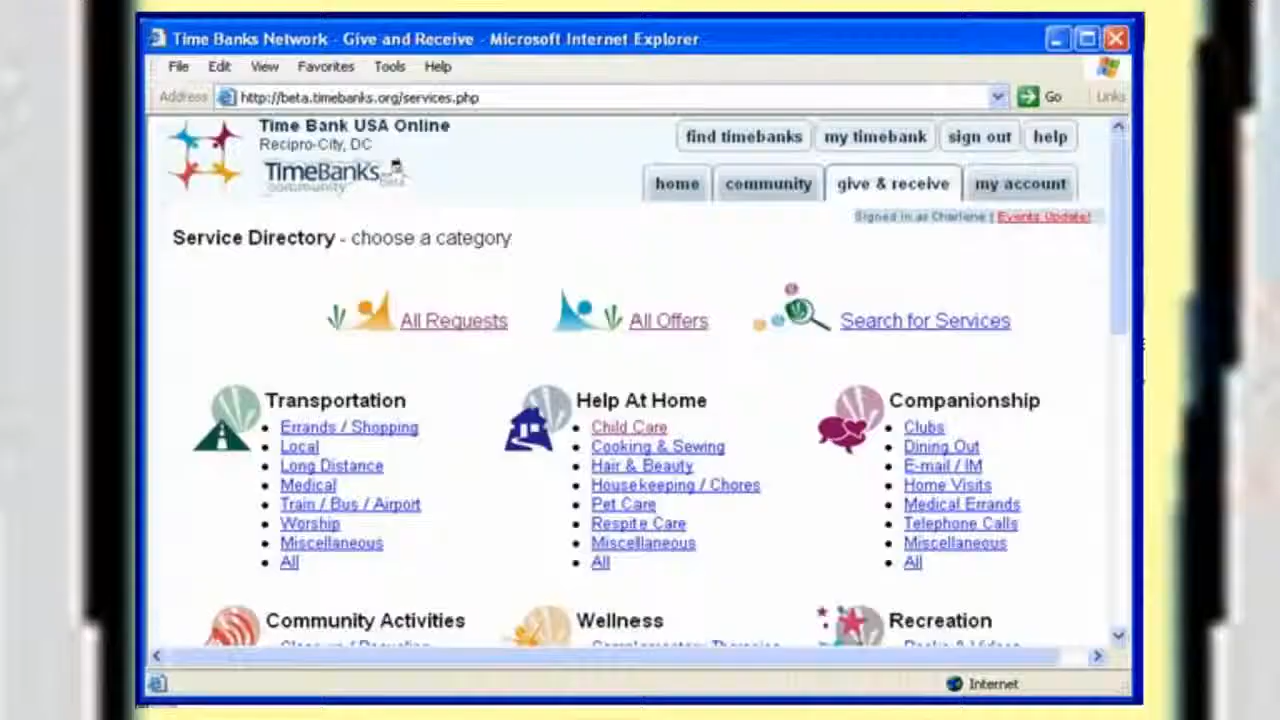 Time Banks Network - Give and Receive - Microsoft Internet Explorer
File Edit View Favorites Tools Help
Address http://beta.timebanks.org/services.php Go Links
Time Bank USA Online
Recipro-City, DC
TimeBanks
community beta
find timebanks my timebank sign out help
home community give & receive my account
Signed in as Charlene | Events Update!
Service Directory - choose a category
All Requests All Offers Search for Services
Transportation
Errands / Shopping
Local
Long Distance
Medical
Train / Bus / Airport
Worship
Miscellaneous
All
Help At Home
Child Care
Cooking & Sewing
Hair & Beauty
Housekeeping / Chores
Pet Care
Respite Care
Miscellaneous
All
Companionship
Clubs
Dining Out
E-mail / IM
Home Visits
Medical Errands
Telephone Calls
Miscellaneous
All
Community Activities
Wellness
Recreation
Internet